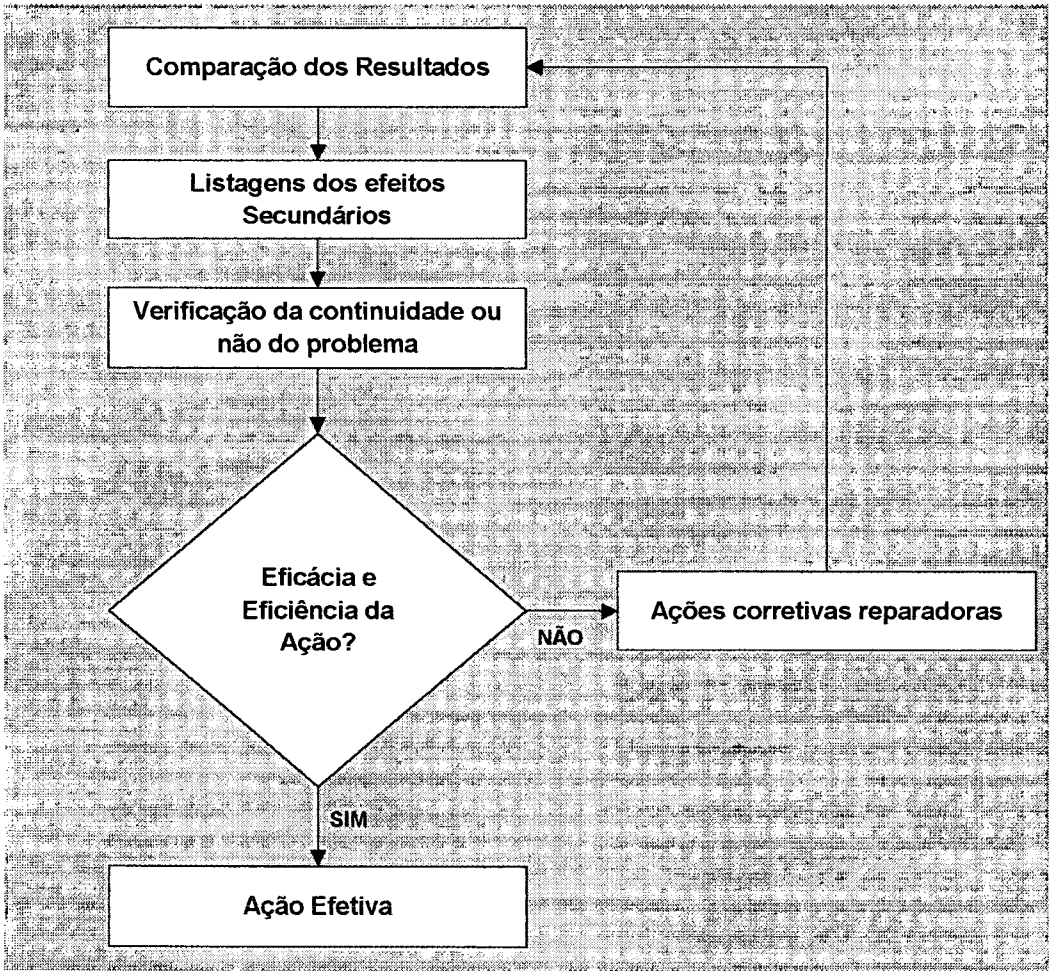 Comparação dos Resultados
Listagens dos efeitos
Secundários
Verificação da continuidade ou
não do problema
Eficácia e
Eficiência da
Ação?
NÃO
Ações corretivas reparadoras
SIM
Ação Efetiva